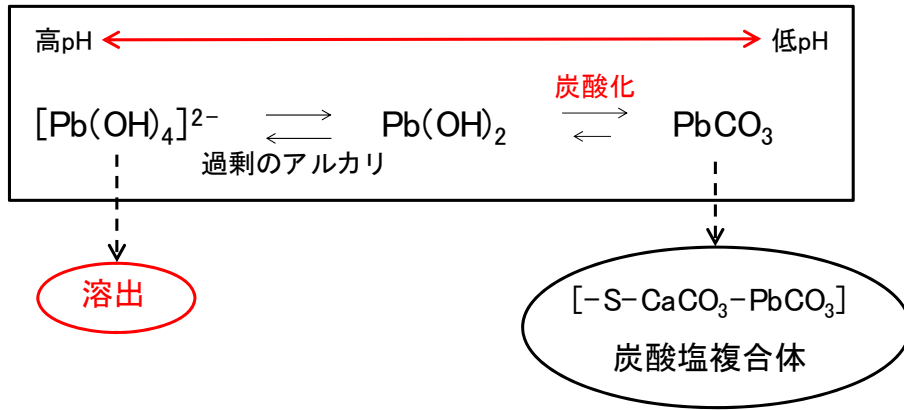 高pH 低pH
炭酸化
[Pb(OH)₄]²⁻ Pb(OH)₂ PbCO₃
過剰のアルカリ
溶出
[-S-CaCO₃-PbCO₃]
炭酸塩複合体